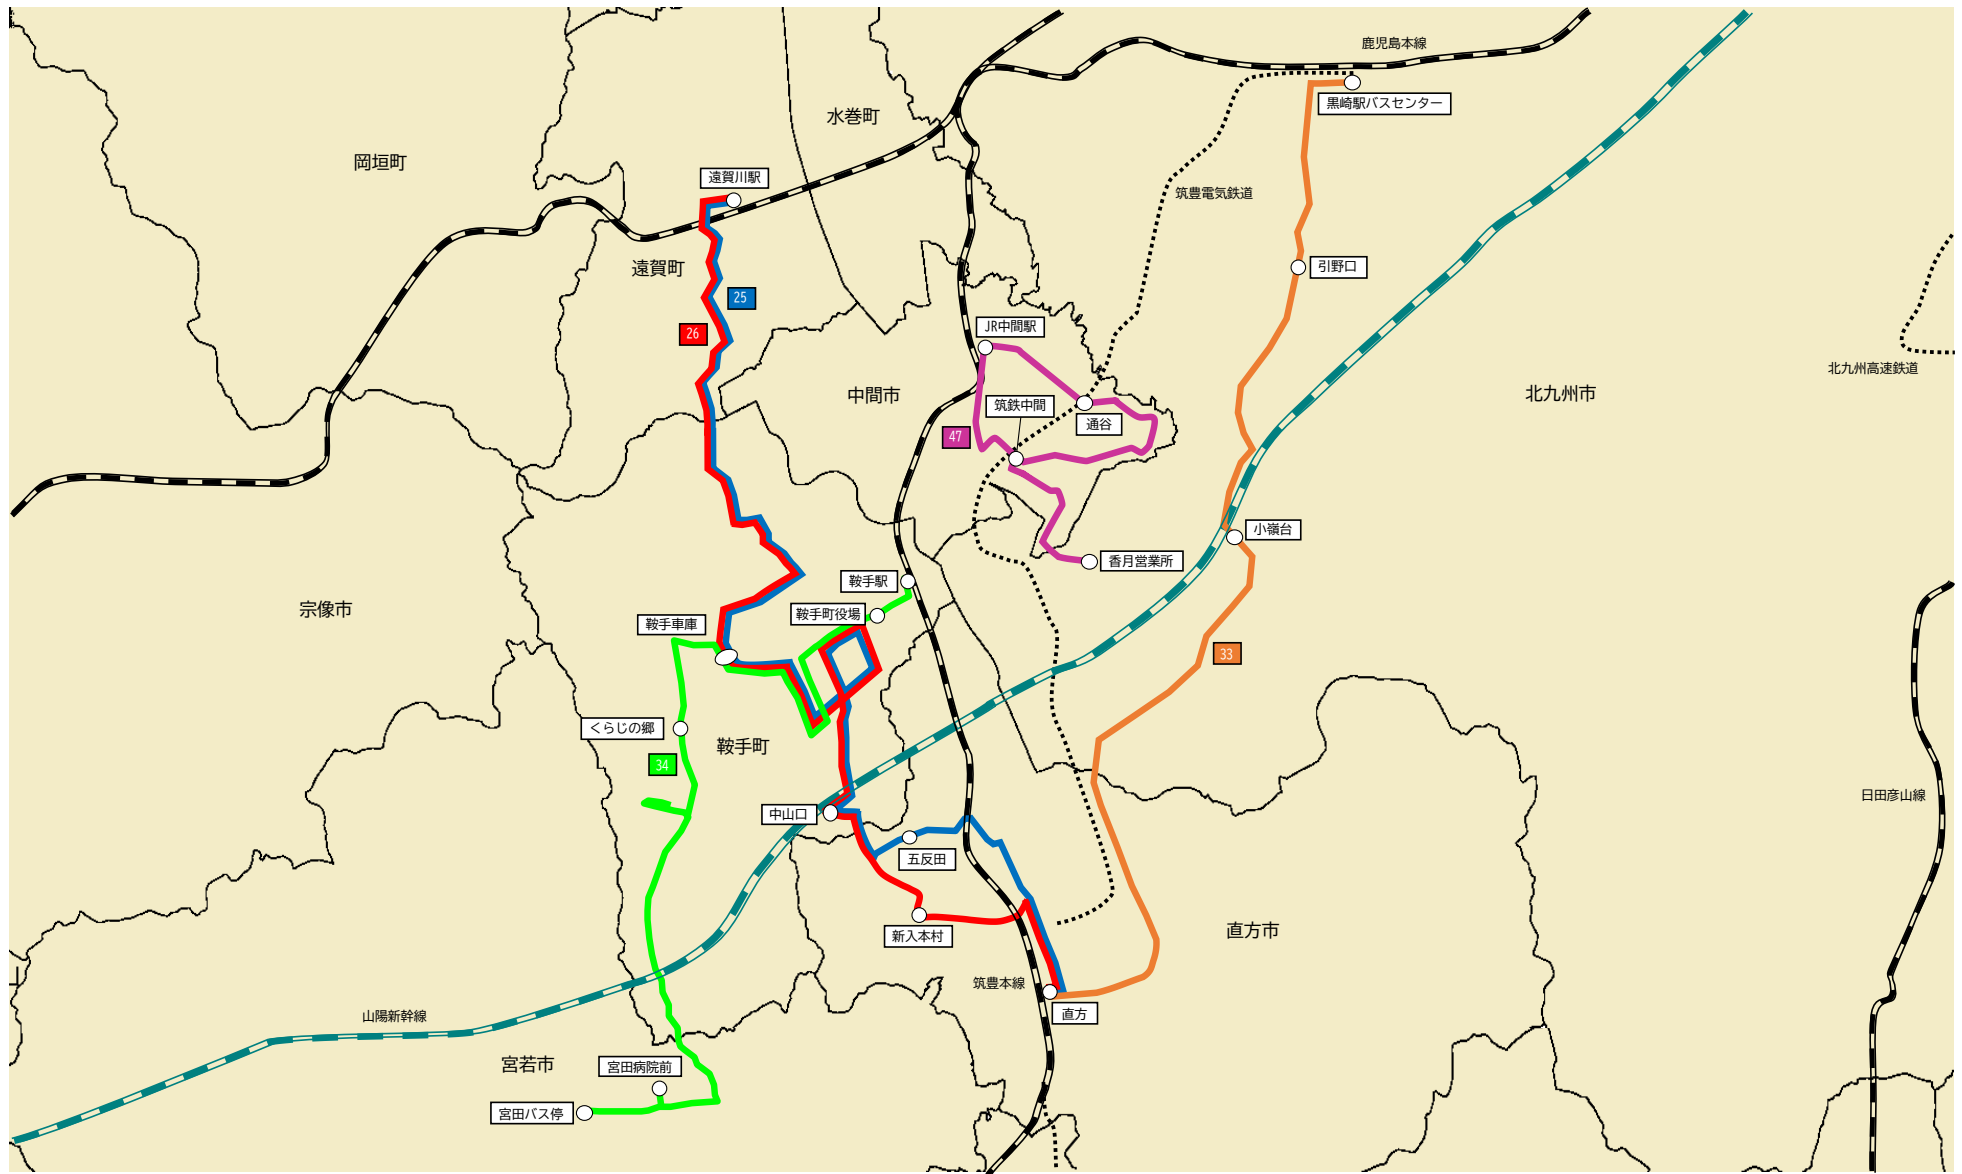 鹿児島本線
黒崎駅バスセンター
水巻町
岡垣町
遠賀川駅
筑豊電気鉄道
遠賀町
引野口
25
26
JR中間駅
北九州高速鉄道
中間市
北九州市
筑鉄中間
通谷
47
小嶺台
香月営業所
鞍手駅
宗像市
鞍手町役場
鞍手車庫
33
くらじの郷
鞍手町
34
日田彦山線
中山口
五反田
直方市
新入本村
筑豊本線
山陽新幹線
直方
宮若市
宮田病院前
宮田バス停